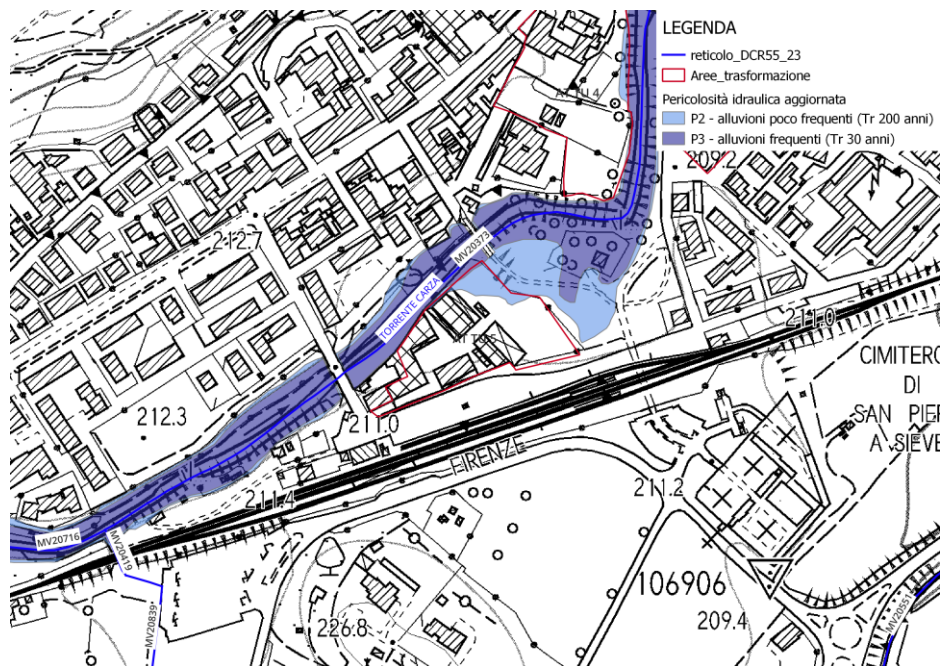 LEGENDA
reticolo_DCR55_23
Aree_trasformazione
Pericolosità idraulica aggiornata
P2 - alluvioni poco frequenti (Tr 200 anni)
P3 - alluvioni frequenti (Tr 30 anni)
209.2
212.7
MV20373
TORRENTE CARZA
211.0
CIMITERO
DI
SAN PIER
A SIEVE
212.3
211.0
FIRENZE
211.4
211.2
MV20716
MV20419
MV20839*
106906
226.8
209.4
MV20551